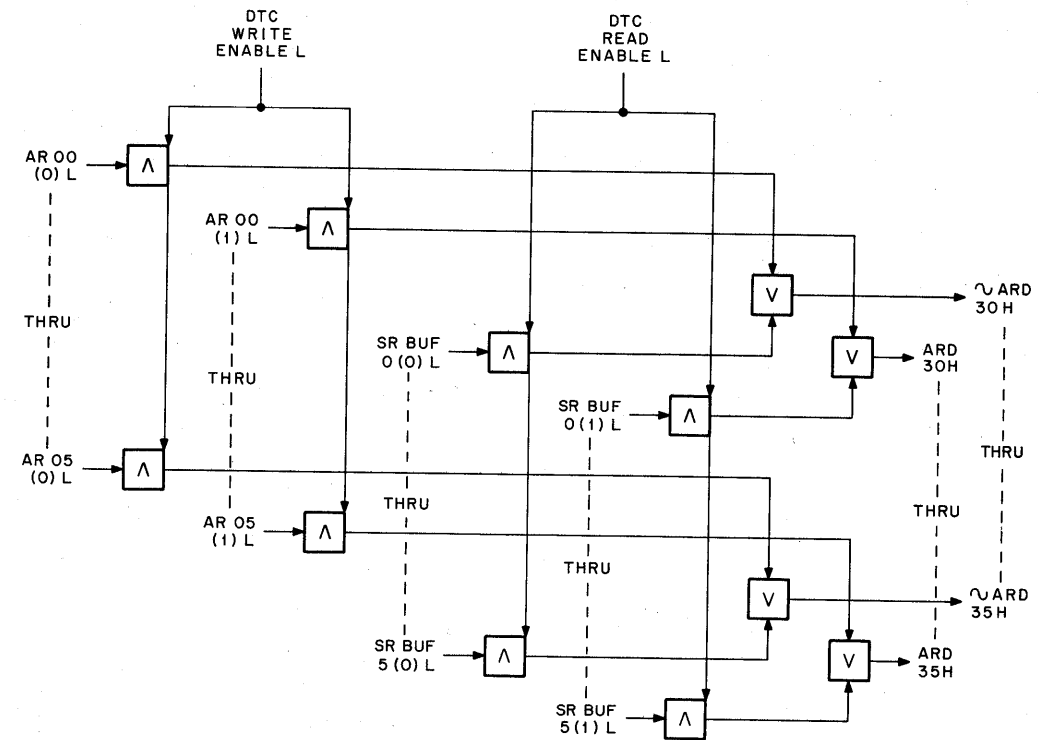 DTC
WRITE
ENABLE L
DTC
READ
ENABLE L
AR 00
(0) L
Λ
AR 00
(1) L
Λ
∿ ARD
30H
V
THRU
SR BUF
0(0) L
Λ
V
ARD
30H
THRU
SR BUF
0(1) L
Λ
THRU
AR 05
(0) L
Λ
THRU
THRU
AR 05
(1) L
Λ
THRU
V
∿ ARD
35H
SR BUF
5(0) L
Λ
V
ARD
35H
SR BUF
5(1) L
Λ